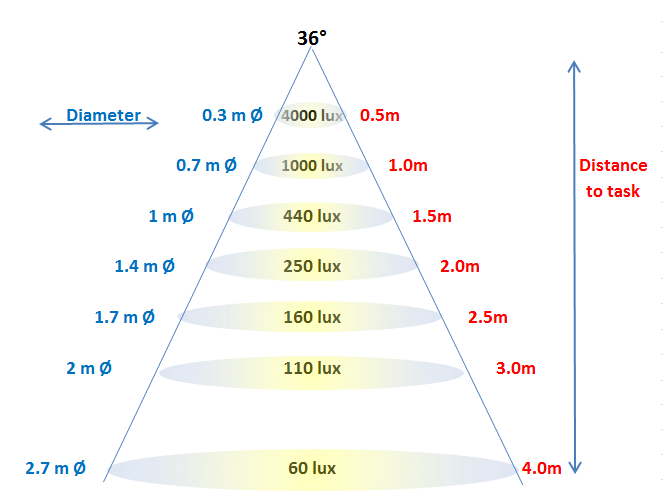 36°
Diameter
0.3 m Ø 4000 lux 0.5m
0.7 m Ø 1000 lux 1.0m
Distance
to task
1 m Ø 440 lux 1.5m
1.4 m Ø 250 lux 2.0m
1.7 m Ø 160 lux 2.5m
2 m Ø 110 lux 3.0m
2.7 m Ø 60 lux 4.0m